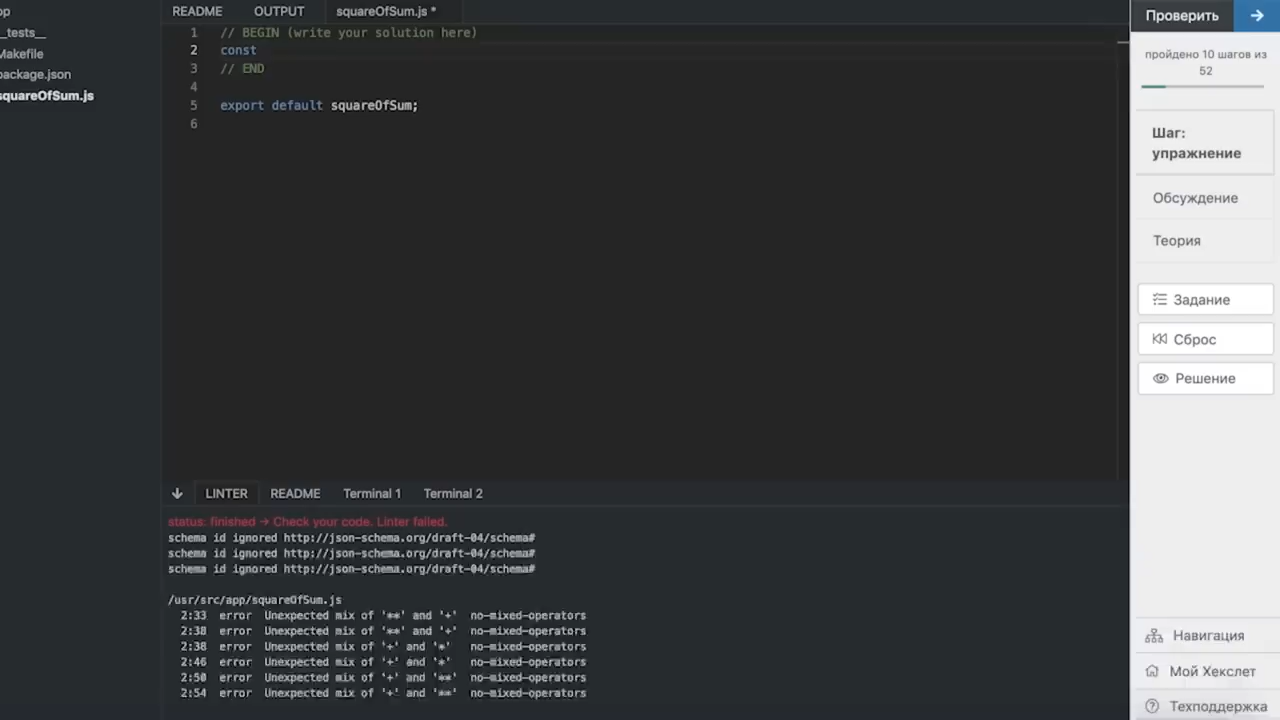 README OUTPUT squareOfSum.js *
__tests__
Makefile
package.json
squareOfSum.js
1 // BEGIN (write your solution here)
2 const
3 // END
4
5 export default squareOfSum;
6
LINTER README Terminal 1 Terminal 2
status: finished → Check your code. Linter failed.
schema id ignored http://json-schema.org/draft-04/schema#
schema id ignored http://json-schema.org/draft-04/schema#
schema id ignored http://json-schema.org/draft-04/schema#
/usr/src/app/squareOfSum.js
2:33 error Unexpected mix of '**' and '+' no-mixed-operators
2:38 error Unexpected mix of '**' and '+' no-mixed-operators
2:38 error Unexpected mix of '+' and '*' no-mixed-operators
2:46 error Unexpected mix of '+' and '*' no-mixed-operators
2:50 error Unexpected mix of '+' and '**' no-mixed-operators
2:54 error Unexpected mix of '+' and '**' no-mixed-operators
Проверить
пройдено 10 шагов из
52
Шаг:
упражнение
Обсуждение
Теория
Задание
Сброс
Решение
Навигация
Мой Хекслет
Техподдержка